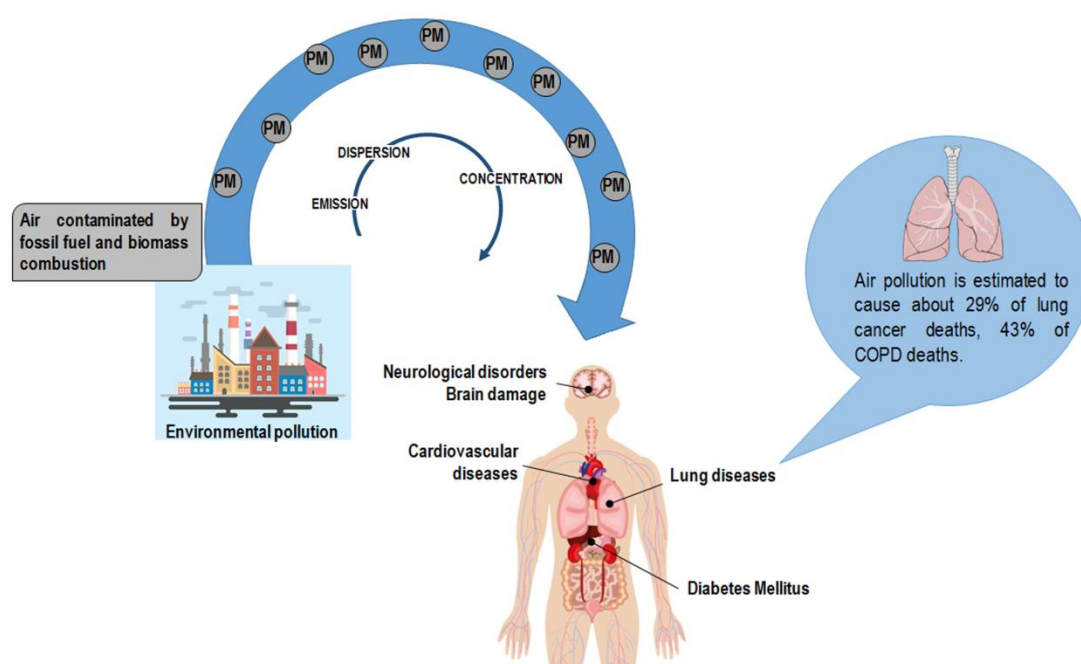 PM
PM
PM
PM
PM
PM
PM
PM
PM
PM
EMISSION
DISPERSION
CONCENTRATION
Air contaminated by
fossil fuel and biomass
combustion
Environmental pollution
Air pollution is estimated to
cause about 29% of lung
cancer deaths, 43% of
COPD deaths.
Neurological disorders
Brain damage
Cardiovascular
diseases
Lung diseases
Diabetes Mellitus